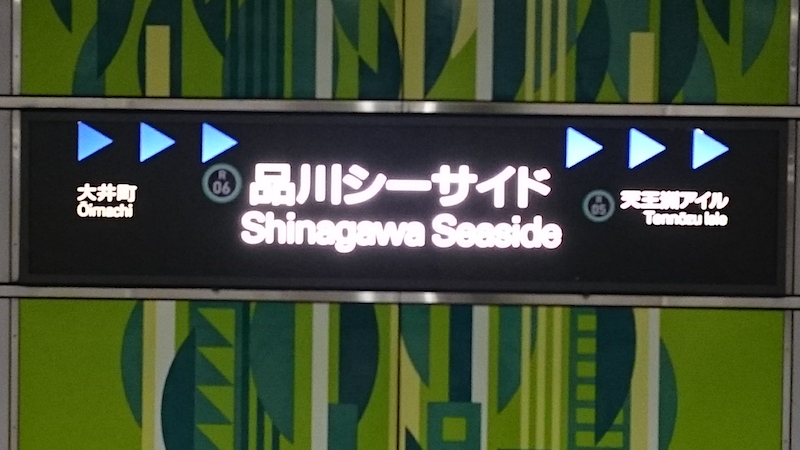 大井町
Ōimachi
R
06
品川シーサイド
Shinagawa Seaside
R
05
天王洲アイル
Tennōzu Isle